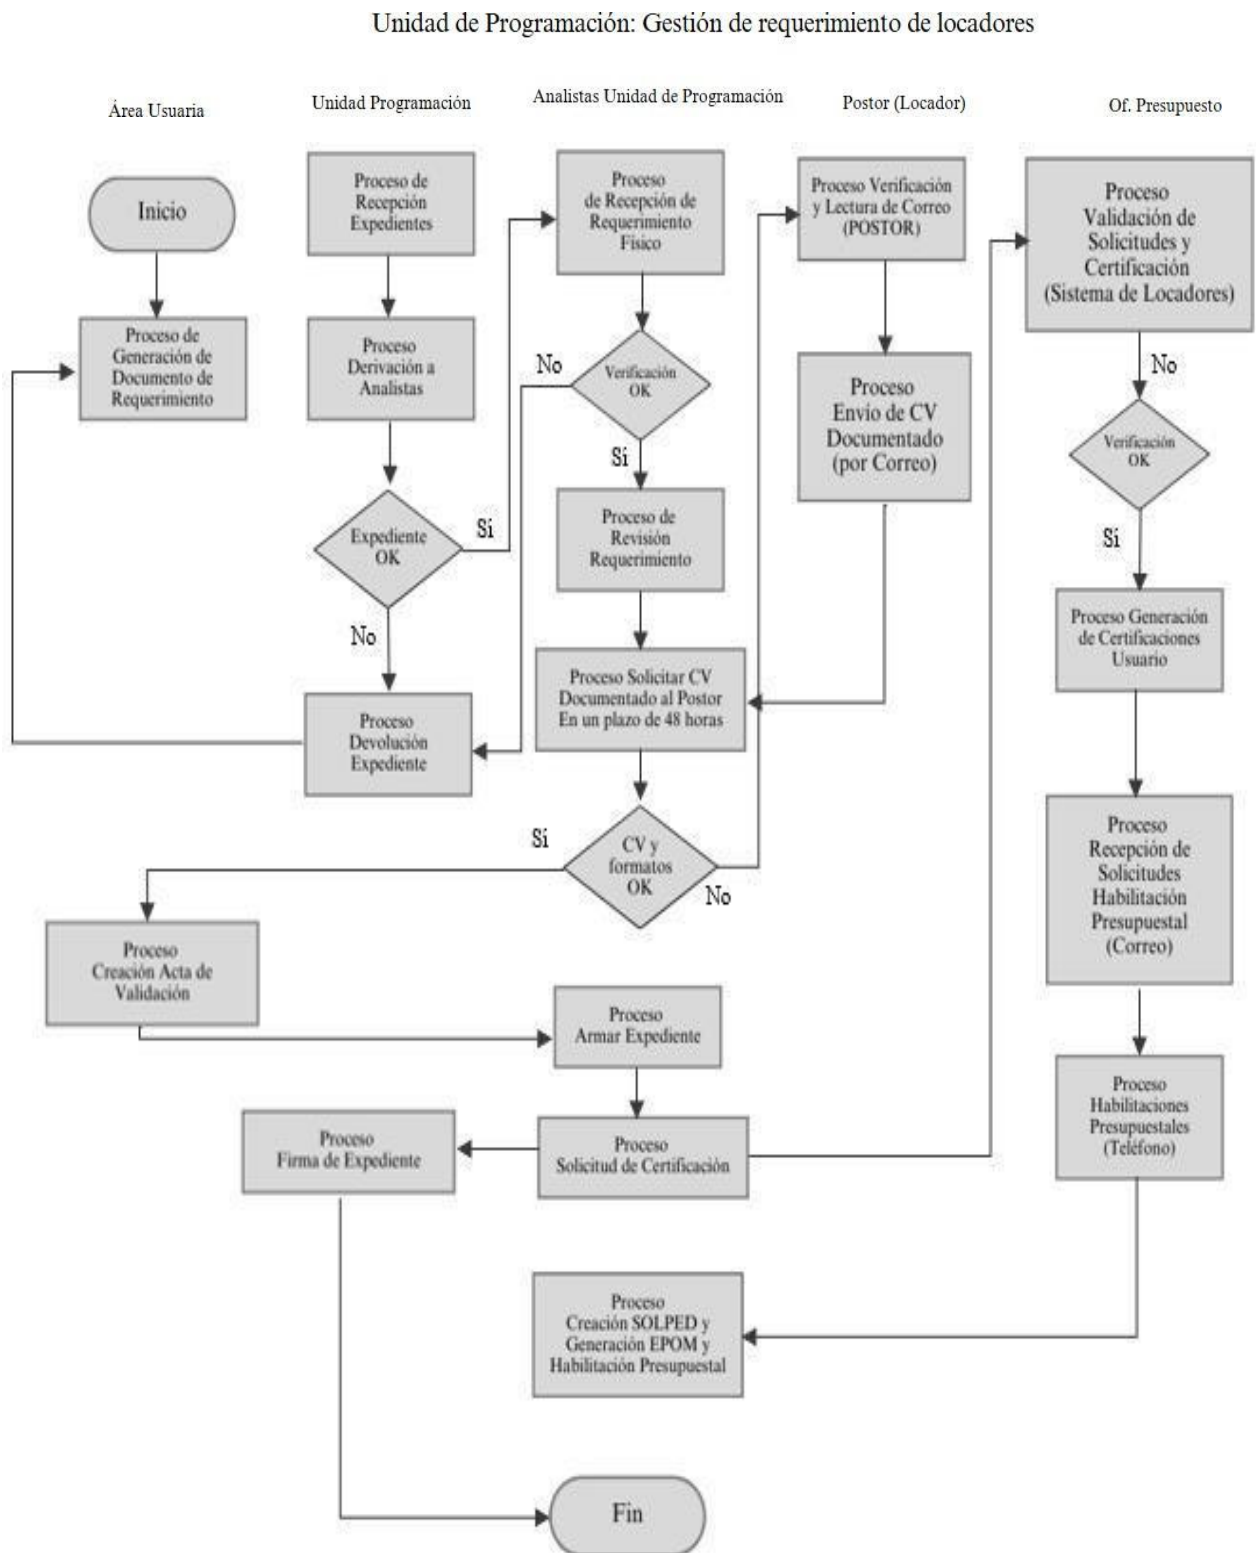 Unidad de Programación: Gestión de requerimiento de locadores
Área Usuaria
Unidad Programación
Analistas Unidad de Programación
Postor (Locador)
Of. Presupuesto
Inicio
Proceso de
Generación de
Documento de
Requerimiento
Proceso de
Recepción
Expedientes
Proceso
Derivación a
Analistas
Expediente
OK
Sí
No
Proceso
Devolución
Expediente
Proceso
de Recepción de
Requerimiento
Físico
Verificación
OK
No
Sí
Proceso de
Revisión
Requerimiento
Proceso Solicitar CV
Documentado al Postor
En un plazo de 48 horas
CV y
formatos
OK
Sí
No
Proceso Verificación
y Lectura de Correo
(POSTOR)
Proceso
Envío de CV
Documentado
(por Correo)
Proceso
Validación de
Solicitudes y
Certificación
(Sistema de Locadores)
No
Verificación
OK
Sí
Proceso Generación
de Certificaciones
Usuario
Proceso
Recepción de
Solicitudes
Habilitación
Presupuestal
(Correo)
Proceso
Habilitaciones
Presupuestales
(Teléfono)
Proceso
Creación Acta de
Validación
Proceso
Armar Expediente
Proceso
Solicitud de Certificación
Proceso
Firma de Expediente
Proceso
Creación SOLPED y
Generación EPOM y
Habilitación Presupuestal
Fin